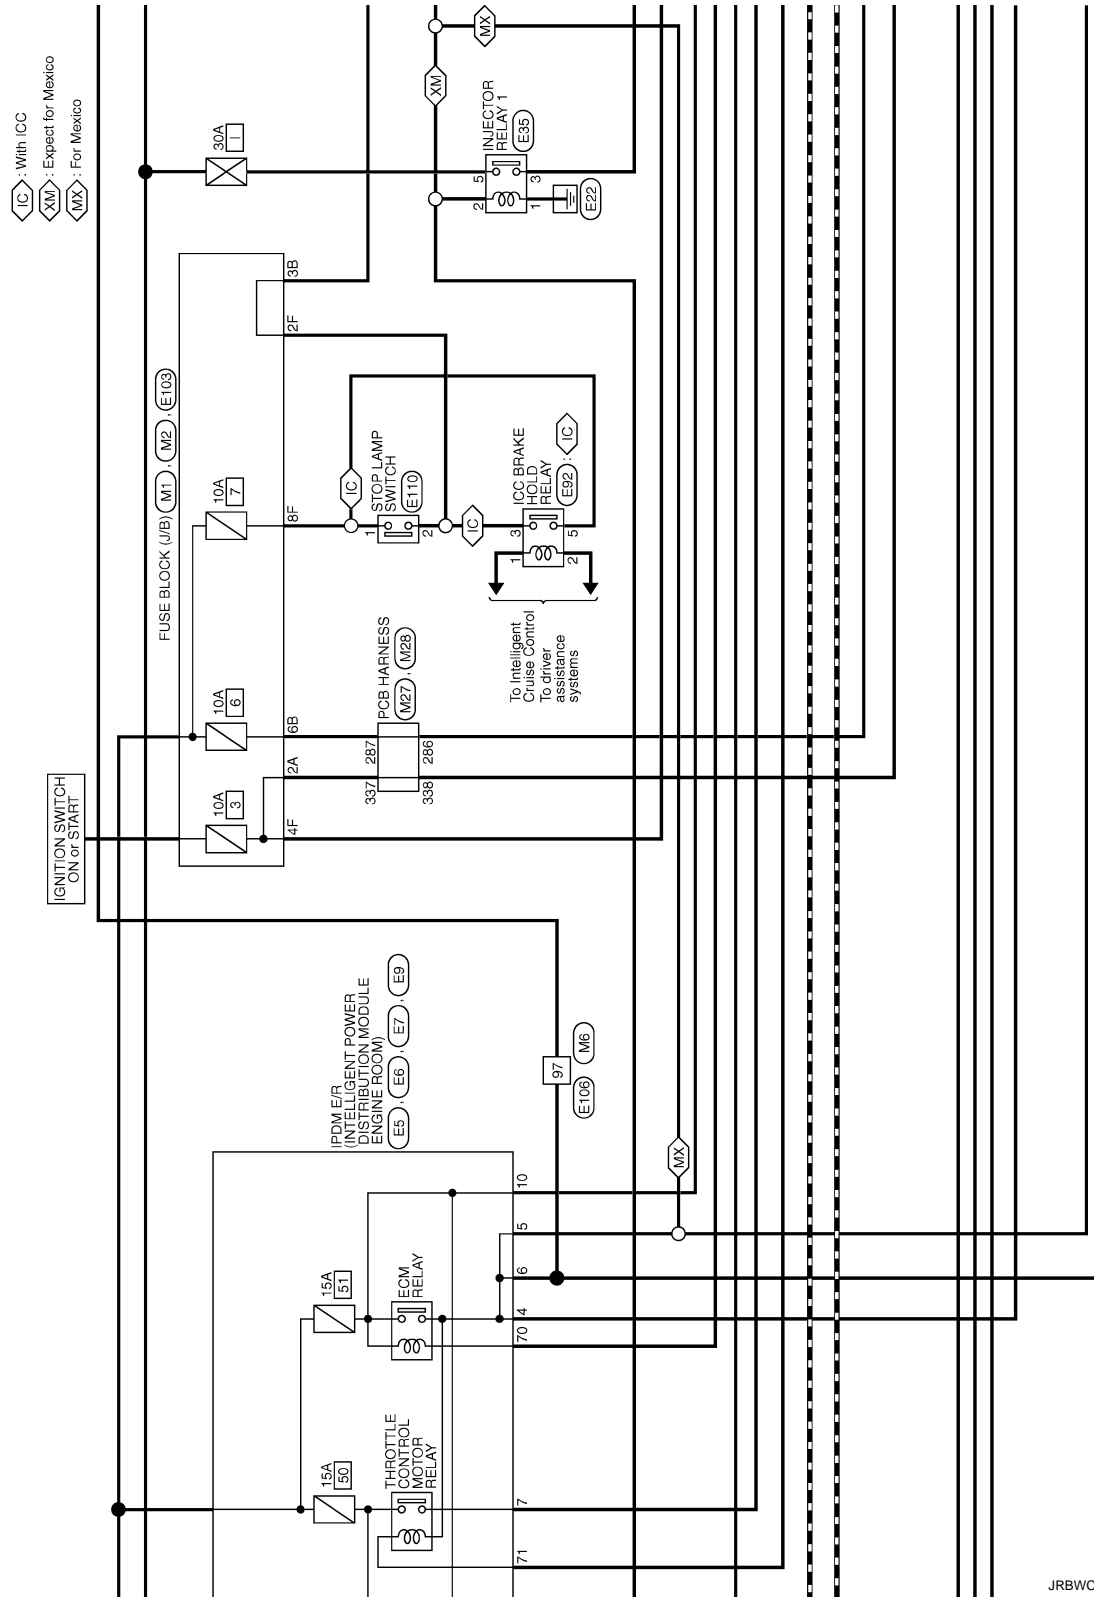 IC : With ICC
XM : Expect for Mexico
MX : For Mexico
MX
XM
30A
I
INJECTOR
RELAY 1
E35
5
3
2
1
E22
FUSE BLOCK (J/B) M1 , M2 , E103
3B
2F
10A
7
8F
IC
STOP LAMP
SWITCH
E110
1
2
IC
ICC BRAKE
HOLD
RELAY
E92 : IC
3
5
1
2
To Intelligent
Cruise Control
To driver
assistance
systems
10A
6
6B
2A
PCB HARNESS
M27 , M28
287
286
337
338
10A
3
4F
IGNITION SWITCH
ON or START
IPDM E/R
(INTELLIGENT POWER
DISTRIBUTION MODULE
ENGINE ROOM)
E5 , E6 , E7 , E9
97
E106
M6
MX
10
5
6
4
70
15A
51
ECM
RELAY
15A
50
THROTTLE
CONTROL
MOTOR
RELAY
7
71
JRBWC